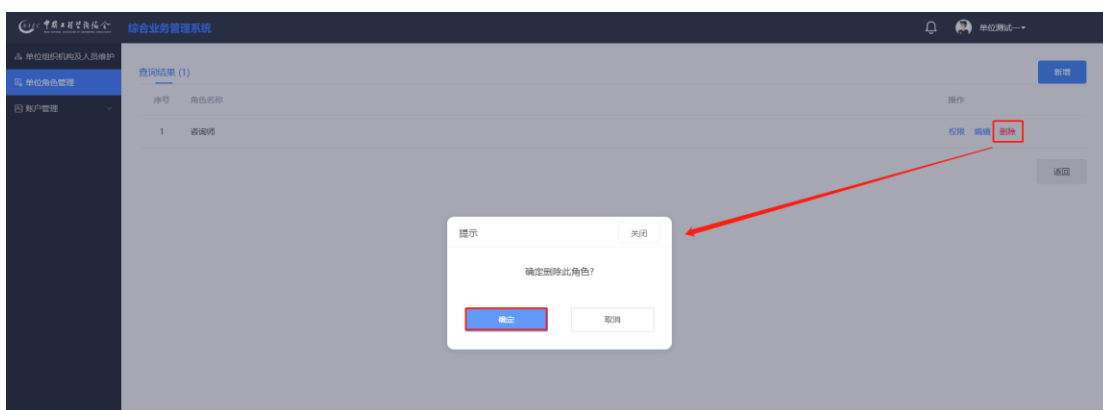 综合业务管理系统
单位测试一
单位组织机构及人员维护
单位角色管理
账户管理
查询结果 (1)
新增
序号 角色名称 操作
1 咨询师 权限 编辑 删除
返回
提示 关闭
确定删除此角色?
确定 取消